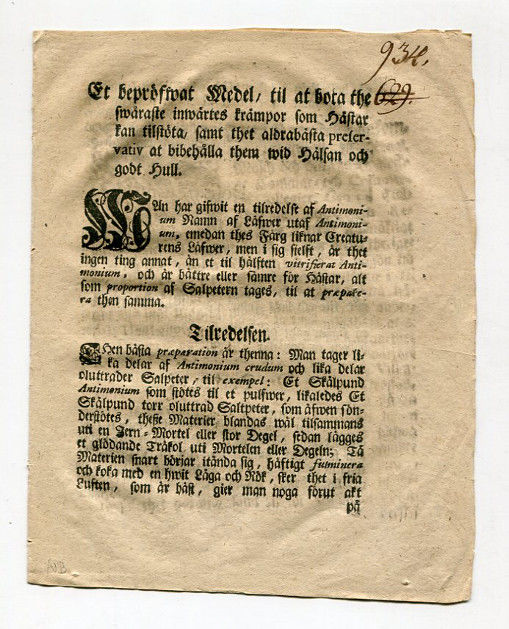 934.
629.
Et bepröfwat Medel, til at bota the
swåraste inwärtes krämpor som Hästar
kan tilstöta, samt thet aldrabästa preser-
vativ at bibehålla them wid Hälsan och
godt Hull.
MAn har gifwit en tilredelse af Antimoni-
um Namn af Läfwer utaf Antimoni-
um, emedan thes Färg liknar Creatu-
rens Läfwer, men i sig sielft, är thet
ingen ting annat, än et til hälften vitrifierat Anti-
monium, och är bättre eller sämre för Hästar, alt
som proportion af Salpetern tages, til at præpare-
ra then samma.
Tilredelsen.
THen bästa præparation är thenna: Man tager li-
ka delar af Antimonium crudum och lika delar
oluttrader Salpeter, til exempel: Et Skålpund
Antimonium som stötes til et pulfwer, likaledes Et
Skålpund torr oluttrad Saltpeter, som äfwen sön-
derstötes, thesse Materier blandas wäl tilsammans
uti en Jern-Mortel eller stor Degel, sedan lägges
et glödande Träkol uti Mortelen eller Degeln; Tå
Materien snart börjar itända sig, häftigt fulminera
och koka med en hwit Låga och Rök, sker thet i fria
Luften, som är bäst, gier man noga förut akt
på